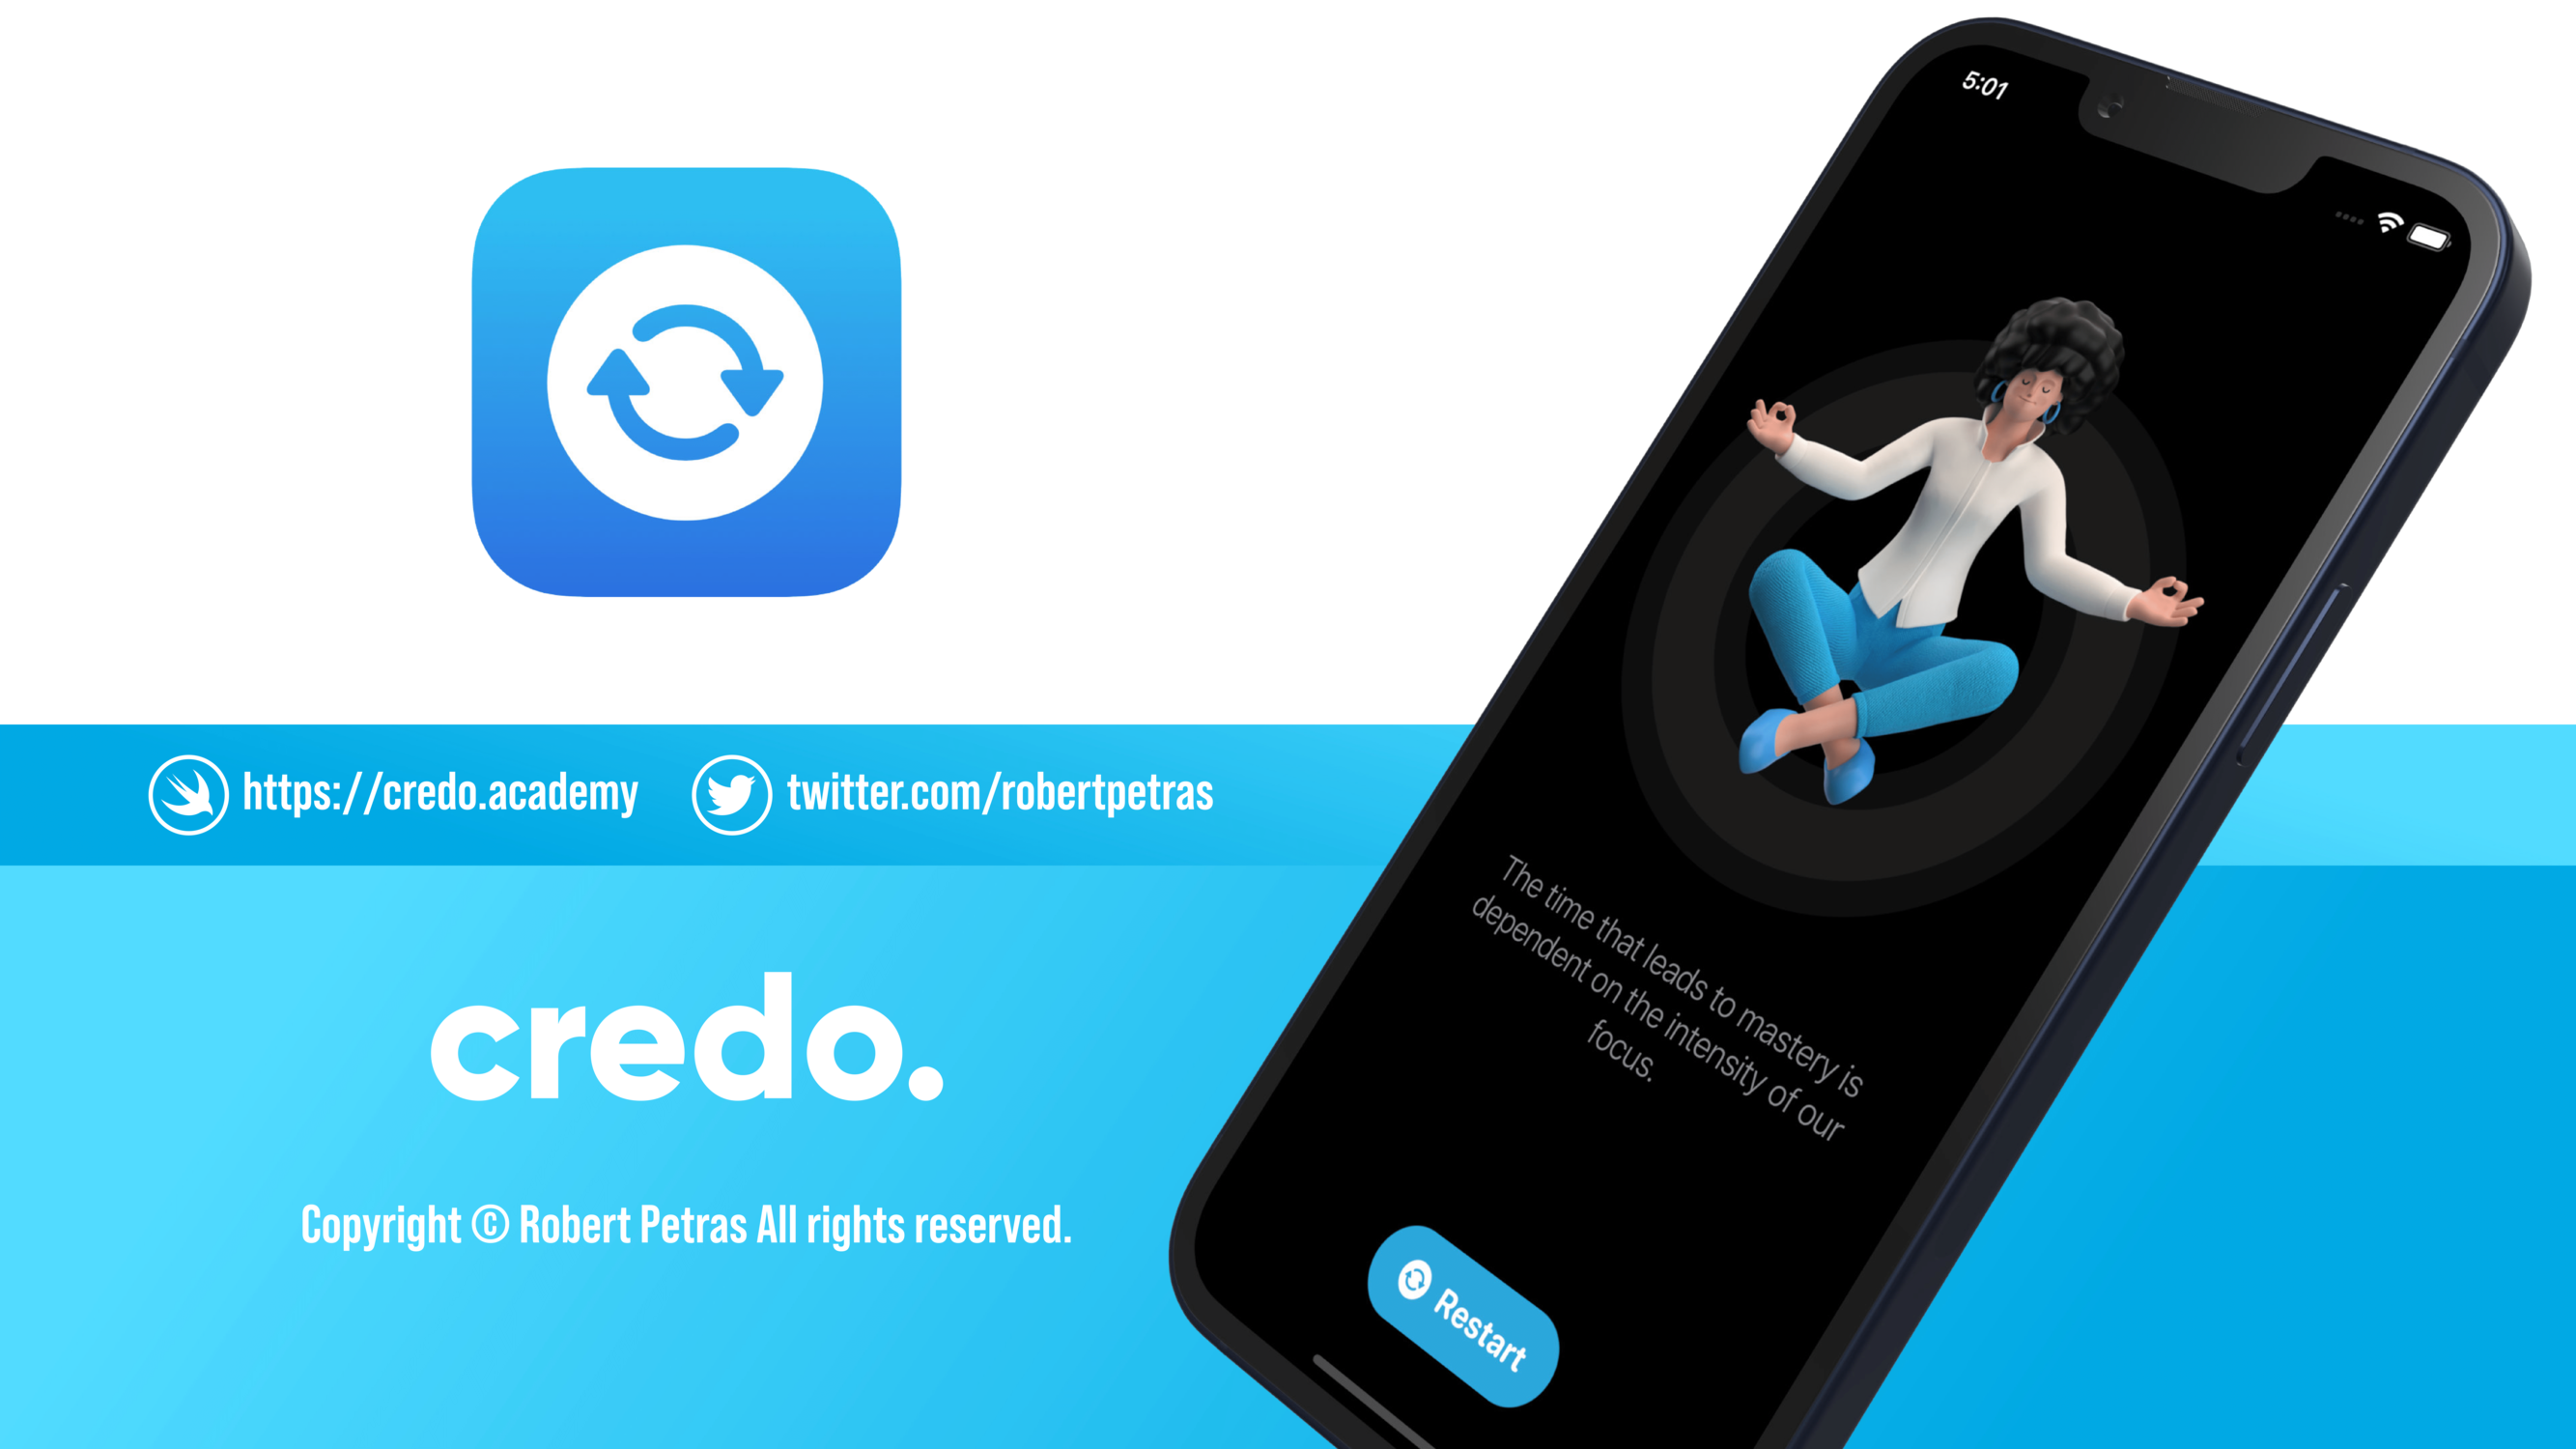 https://credo.academy
twitter.com/robertpetras
credo.
Copyright © Robert Petras All rights reserved.
5:01
The time that leads to mastery is
dependent on the intensity of our
focus.
Restart